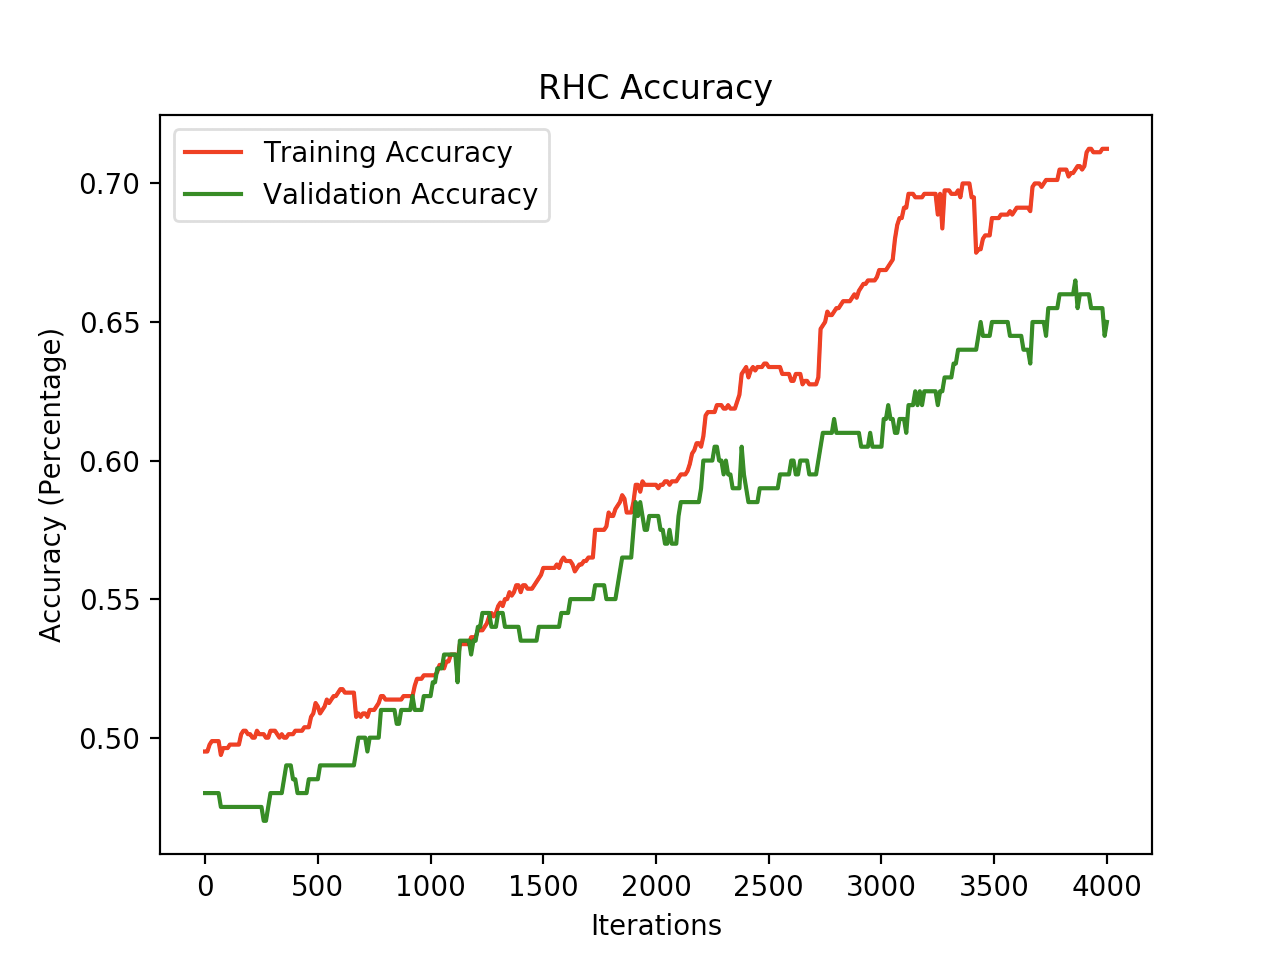 RHC Accuracy
Training Accuracy
Validation Accuracy
Accuracy (Percentage)
0.70
0.65
0.60
0.55
0.50
0 500 1000 1500 2000 2500 3000 3500 4000
Iterations